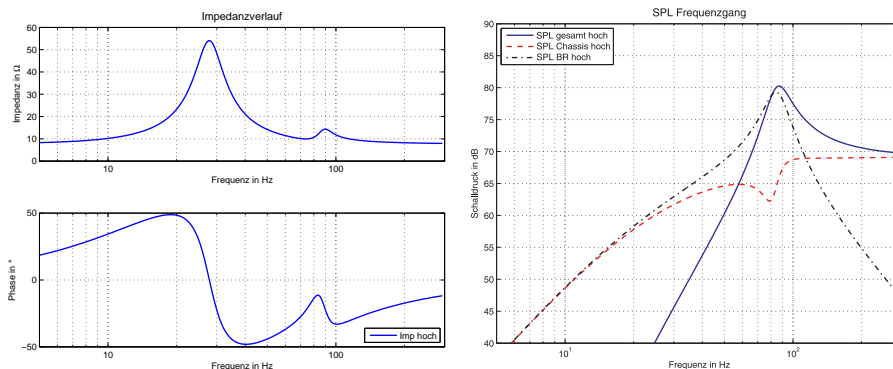 Impedanzverlauf
60
50
40
30
20
10
0
Impedanz in Ω
10
100
Frequenz in Hz
50
0
−50
Phase in °
Imp hoch
10
100
Frequenz in Hz
SPL Frequenzgang
90
85
80
75
70
65
60
55
50
45
40
Schalldruck in dB
SPL gesamt hoch
SPL Chassis hoch
SPL BR hoch
10¹
10²
Frequenz in Hz